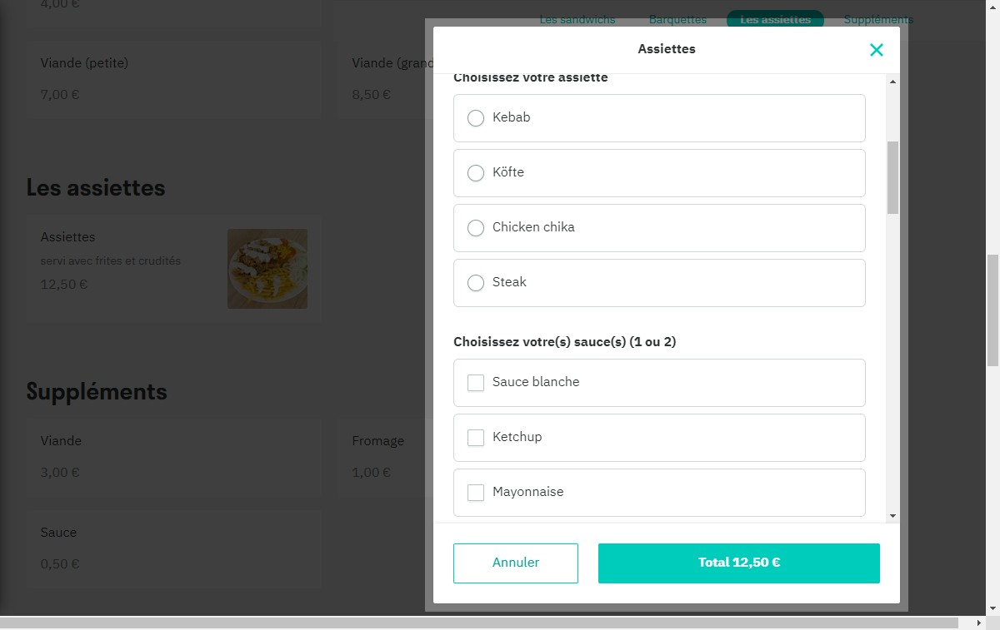 4,00 €
Les sandwichs
Barquettes
Les assiettes
Suppléments
Viande (petite)
7,00 €
Viande (grand
8,50 €
Les assiettes
Assiettes
servi avec frites et crudités
12,50 €
Suppléments
Viande
3,00 €
Fromage
1,00 €
Sauce
0,50 €
Assiettes
Choisissez votre assiette
Kebab
Köfte
Chicken chika
Steak
Choisissez votre(s) sauce(s) (1 ou 2)
Sauce blanche
Ketchup
Mayonnaise
Annuler
Total 12,50 €